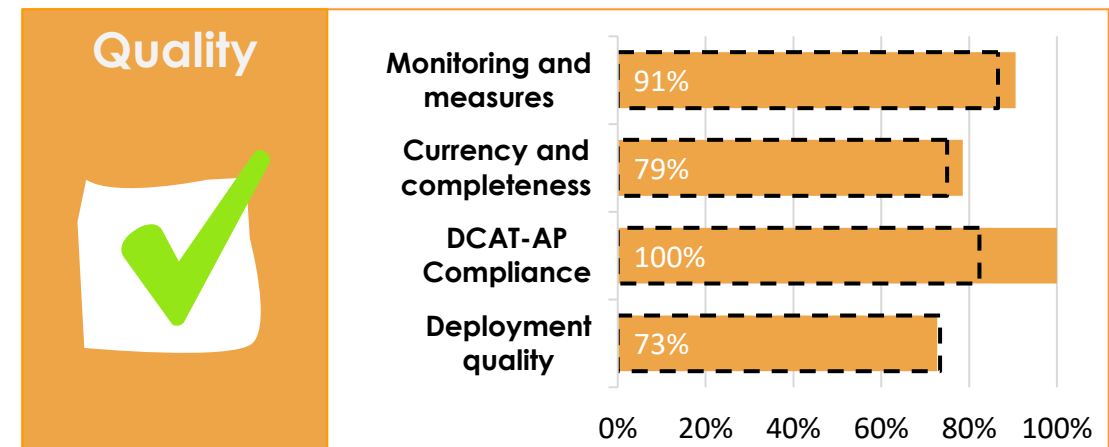 Quality
Monitoring and
measures
91%
Currency and
completeness
79%
DCAT-AP
Compliance
100%
Deployment
quality
73%
0% 20% 40% 60% 80% 100%